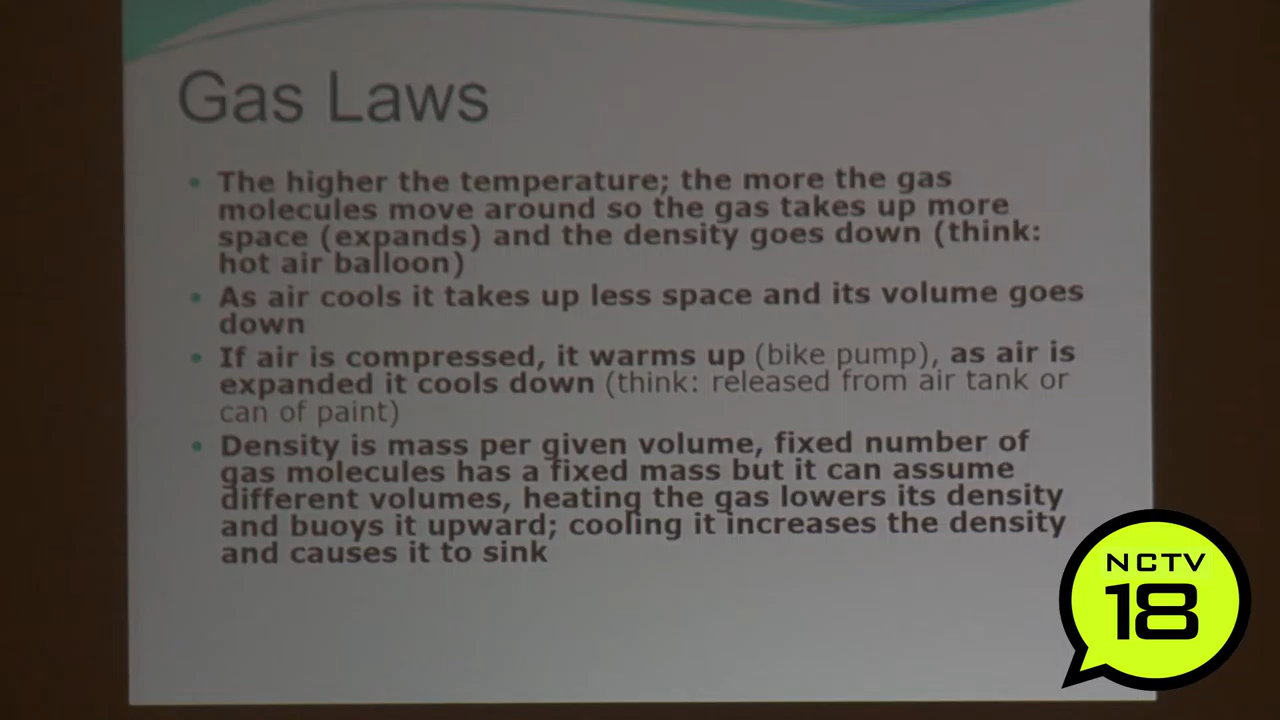 Gas Laws
• The higher the temperature; the more the gas
molecules move around so the gas takes up more
space (expands) and the density goes down (think:
hot air balloon)
• As air cools it takes up less space and its volume goes
down
• If air is compressed, it warms up (bike pump), as air is
expanded it cools down (think: released from air tank or
can of paint)
• Density is mass per given volume, fixed number of
gas molecules has a fixed mass but it can assume
different volumes, heating the gas lowers its density
and buoys it upward; cooling it increases the density
and causes it to sink
NCTV
18